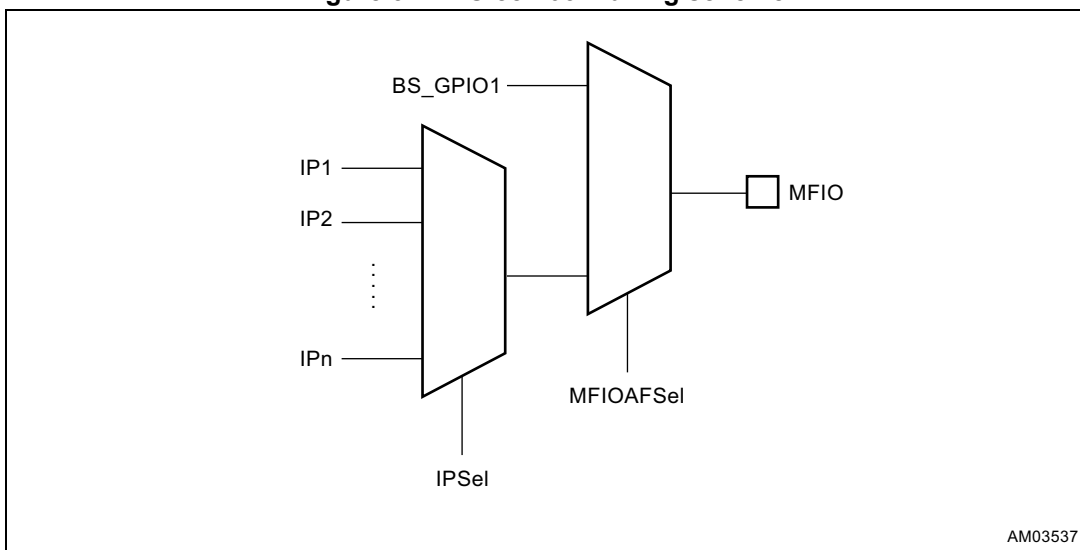 BS_GPIO1
IP1
MFIO
IP2
IPn
MFIOAFSel
IPSel
AM03537